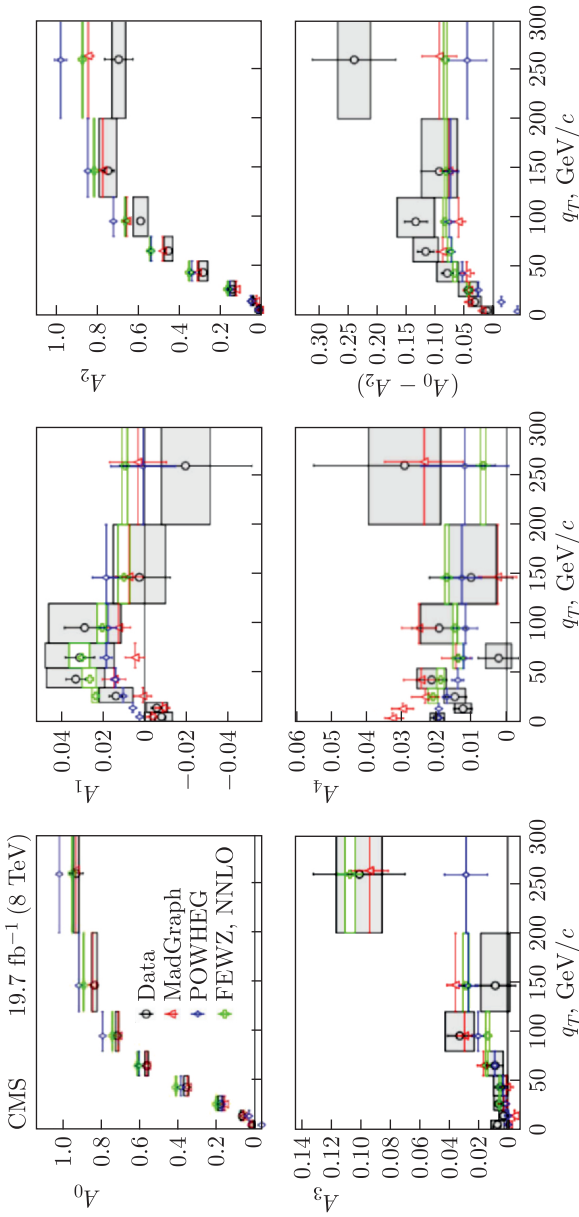 CMS 19.7 fb⁻¹ (8 TeV)
A₀
1.0
0.8
0.6
0.4
0.2
0
Data
MadGraph
POWHEG
FEWZ, NNLO
A₁
0.04
0.02
0
−0.02
−0.04
A₂
1.0
0.8
0.6
0.4
0.2
0
A₃
0.14
0.12
0.10
0.08
0.06
0.04
0.02
0
0 50 100 150 200 250 300
q_T, GeV/c
A₄
0.06
0.05
0.04
0.03
0.02
0.01
0
0 50 100 150 200 250 300
q_T, GeV/c
(A₀ − A₂)
0.30
0.25
0.20
0.15
0.10
0.05
0
0 50 100 150 200 250 300
q_T, GeV/c